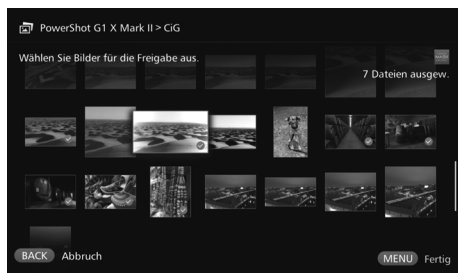 PowerShot G1 X Mark II > CiG
Wählen Sie Bilder für die Freigabe aus.
7 Dateien ausgew.
BACK Abbruch
MENU Fertig